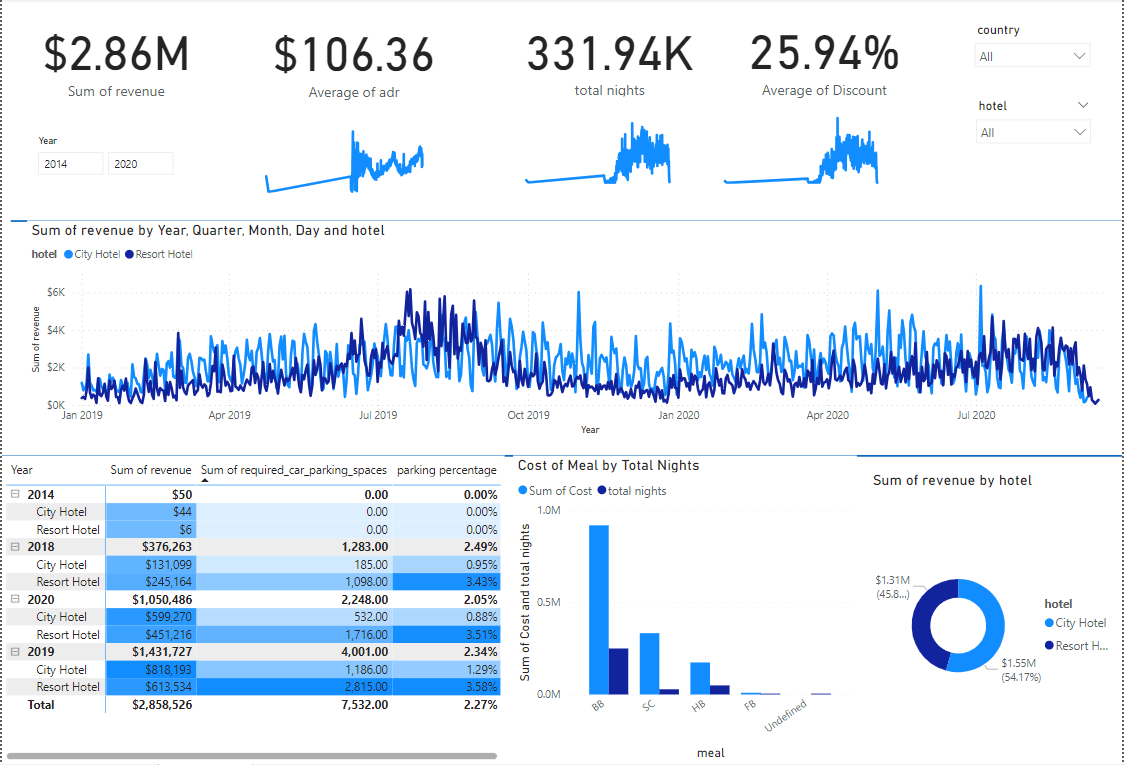 $2.86M
Sum of revenue
$106.36
Average of adr
331.94K
total nights
25.94%
Average of Discount
country
All
hotel
All
Year
2014 2020
Sum of revenue by Year, Quarter, Month, Day and hotel
hotel City Hotel Resort Hotel
Sum of revenue
$6K
$4K
$2K
$0K
Jan 2019 Apr 2019 Jul 2019 Oct 2019 Jan 2020 Apr 2020 Jul 2020
Year
Year Sum of revenue Sum of required_car_parking_spaces parking percentage
2014 $50 0.00 0.00%
City Hotel $44 0.00 0.00%
Resort Hotel $6 0.00 0.00%
2018 $376,263 1,283.00 2.49%
City Hotel $131,099 185.00 0.95%
Resort Hotel $245,164 1,098.00 3.43%
2020 $1,050,486 2,248.00 2.05%
City Hotel $599,270 532.00 0.88%
Resort Hotel $451,216 1,716.00 3.51%
2019 $1,431,727 4,001.00 2.34%
City Hotel $818,193 1,186.00 1.29%
Resort Hotel $613,534 2,815.00 3.58%
Total $2,858,526 7,532.00 2.27%
Cost of Meal by Total Nights
Sum of Cost total nights
Sum of Cost and total nights
1.0M
0.5M
0.0M
BB SC HB FB Undefined
meal
Sum of revenue by hotel
$1.31M
(45.8...)
$1.55M
(54.17%)
hotel
City Hotel
Resort H...